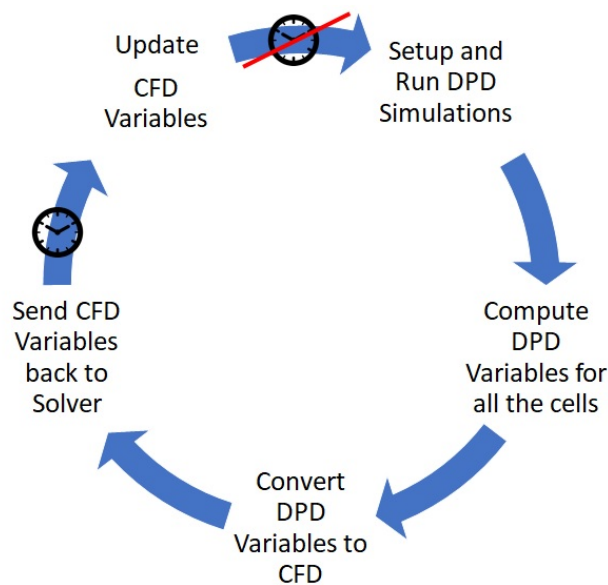 Update
CFD
Variables
Setup and
Run DPD
Simulations
Compute
DPD
Variables for
all the cells
Convert
DPD
Variables to
CFD
Send CFD
Variables
back to
Solver